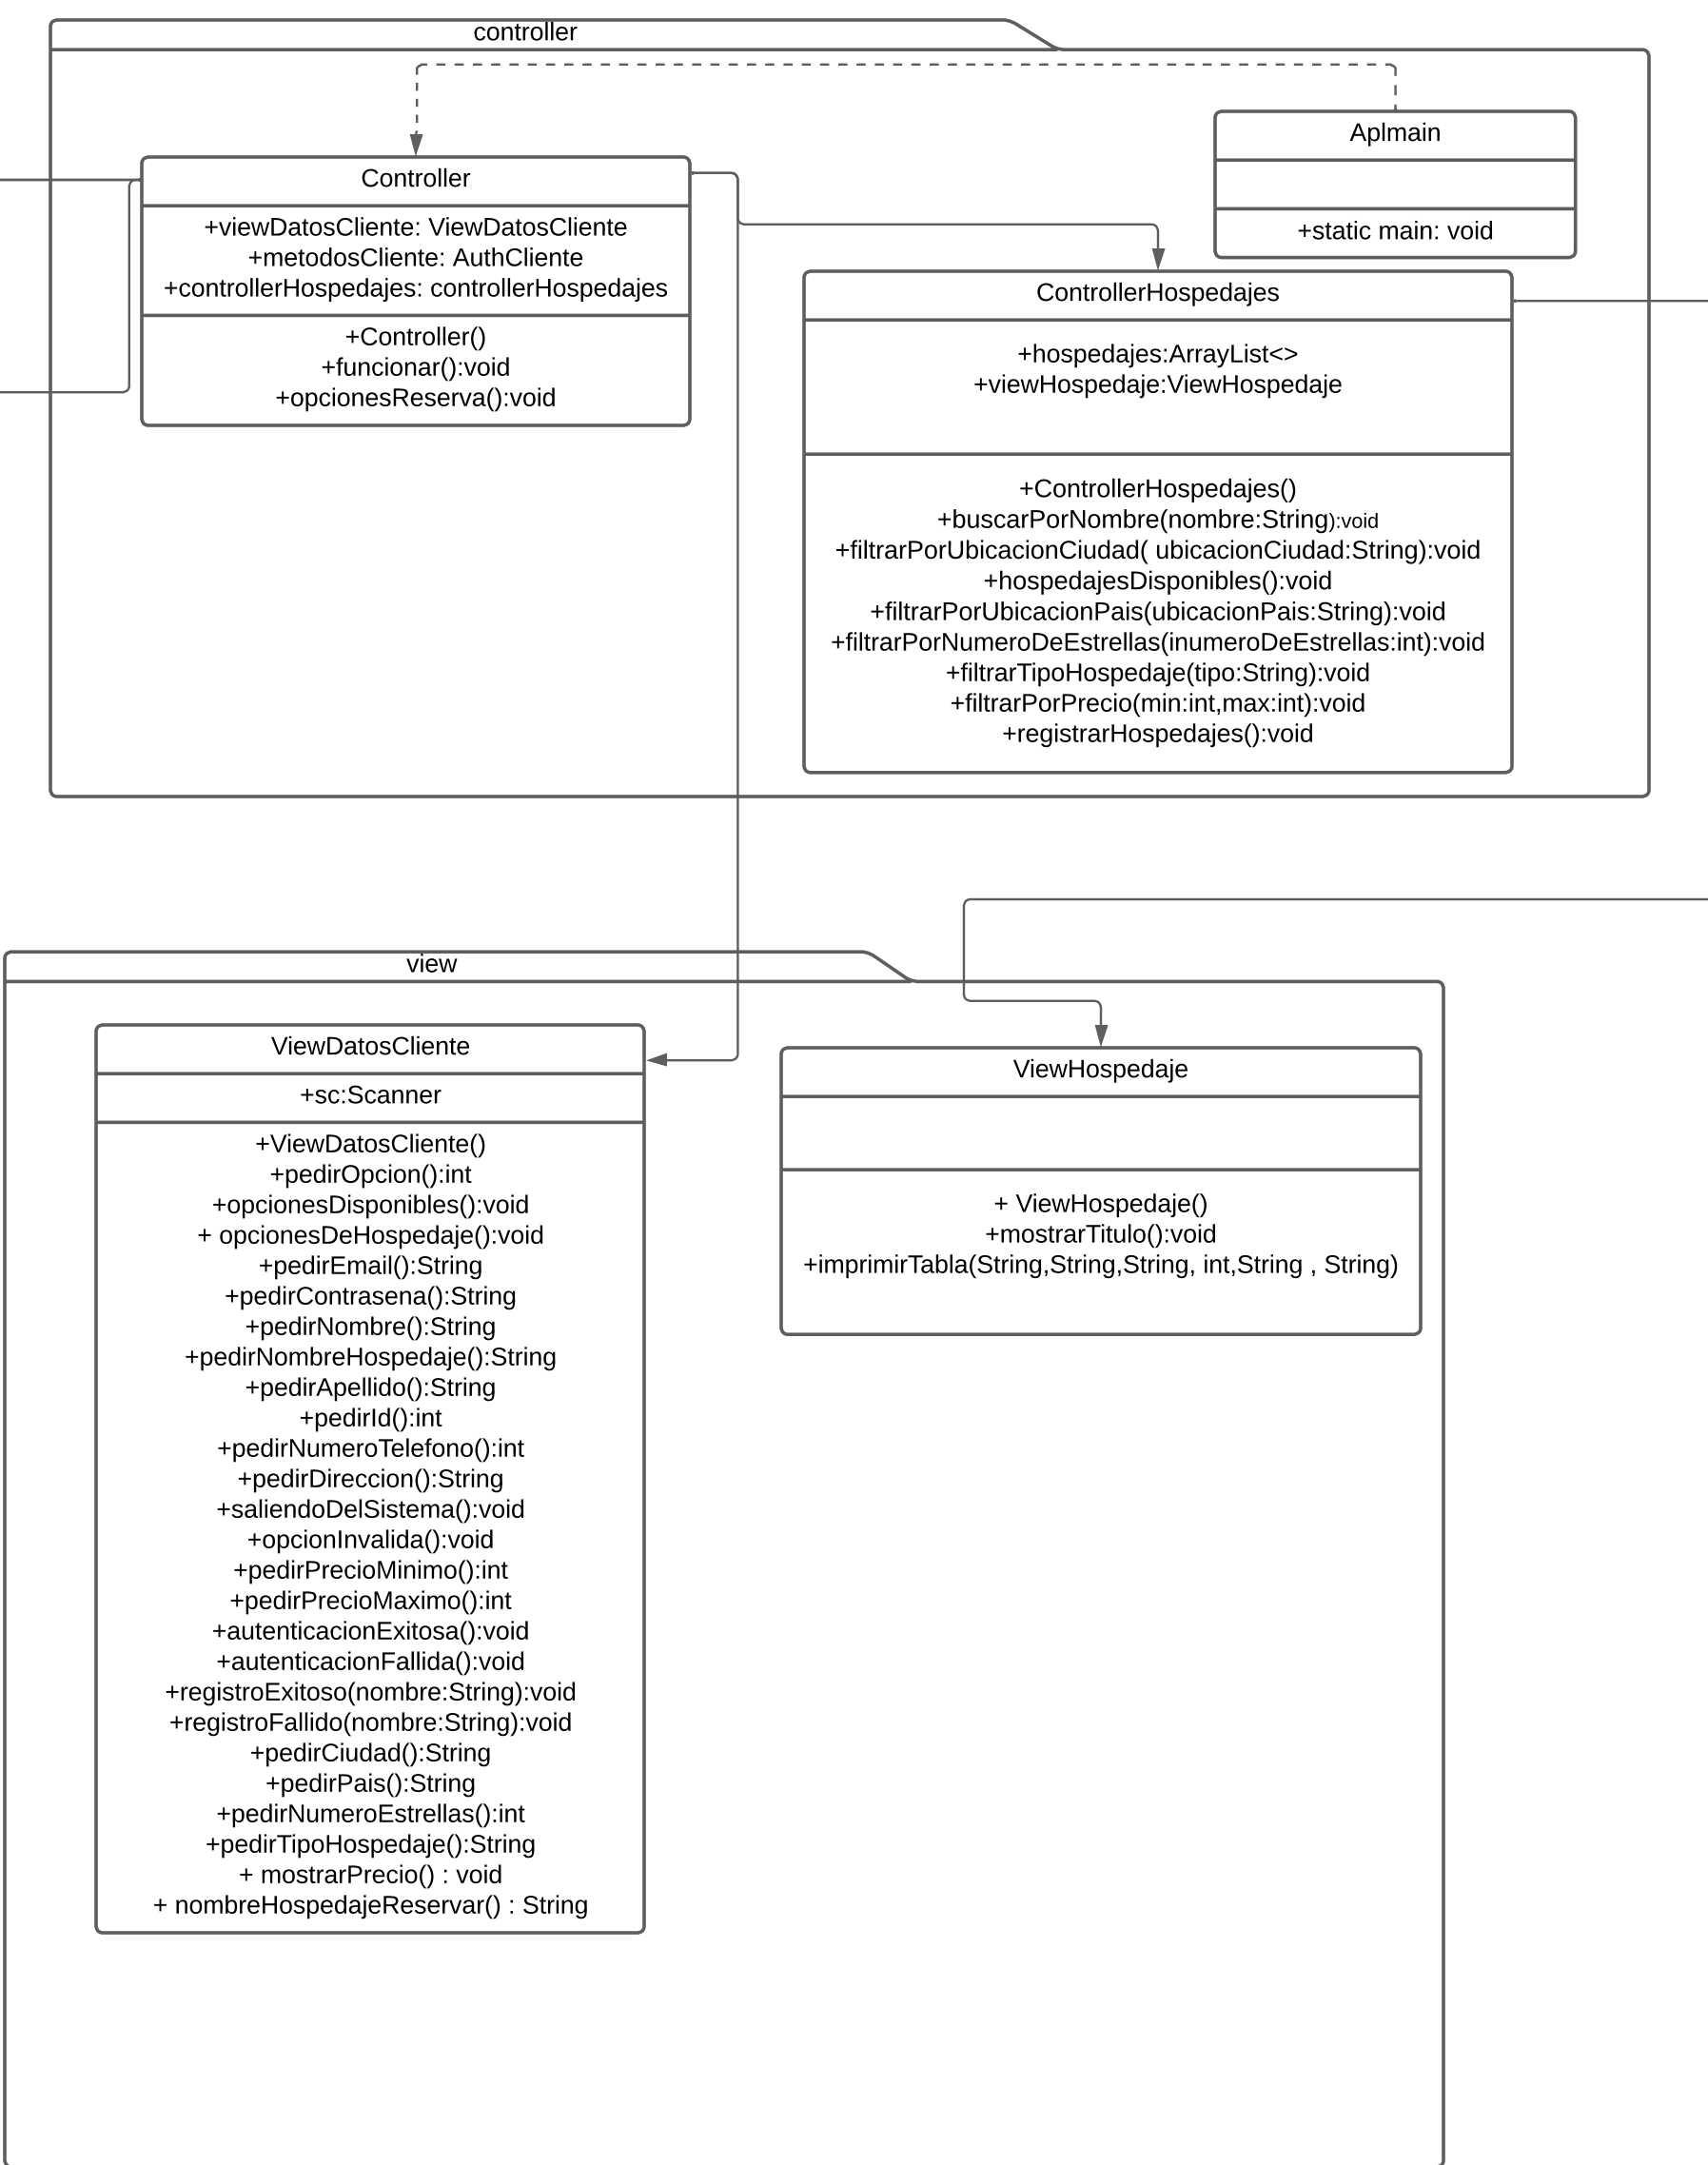 controller
Controller
+viewDatosCliente: ViewDatosCliente
+metodosCliente: AuthCliente
+controllerHospedajes: controllerHospedajes
+Controller()
+funcionar():void
+opcionesReserva():void
Aplmain
+static main: void
ControllerHospedajes
+hospedajes:ArrayList<>
+viewHospedaje:ViewHospedaje
+ControllerHospedajes()
+buscarPorNombre(nombre:String):void
+filtrarPorUbicacionCiudad( ubicacionCiudad:String):void
+hospedajesDisponibles():void
+filtrarPorUbicacionPais(ubicacionPais:String):void
+filtrarPorNumeroDeEstrellas(inumeroDeEstrellas:int):void
+filtrarTipoHospedaje(tipo:String):void
+filtrarPorPrecio(min:int,max:int):void
+registrarHospedajes():void
view
ViewDatosCliente
+sc:Scanner
+ViewDatosCliente()
+pedirOpcion():int
+opcionesDisponibles():void
+ opcionesDeHospedaje():void
+pedirEmail():String
+pedirContrasena():String
+pedirNombre():String
+pedirNombreHospedaje():String
+pedirApellido():String
+pedirId():int
+pedirNumeroTelefono():int
+pedirDireccion():String
+saliendoDelSistema():void
+opcionInvalida():void
+pedirPrecioMinimo():int
+pedirPrecioMaximo():int
+autenticacionExitosa():void
+autenticacionFallida():void
+registroExitoso(nombre:String):void
+registroFallido(nombre:String):void
+pedirCiudad():String
+pedirPais():String
+pedirNumeroEstrellas():int
+pedirTipoHospedaje():String
+ mostrarPrecio() : void
+ nombreHospedajeReservar() : String
ViewHospedaje
+ ViewHospedaje()
+mostrarTitulo():void
+imprimirTabla(String,String,String, int,String , String)